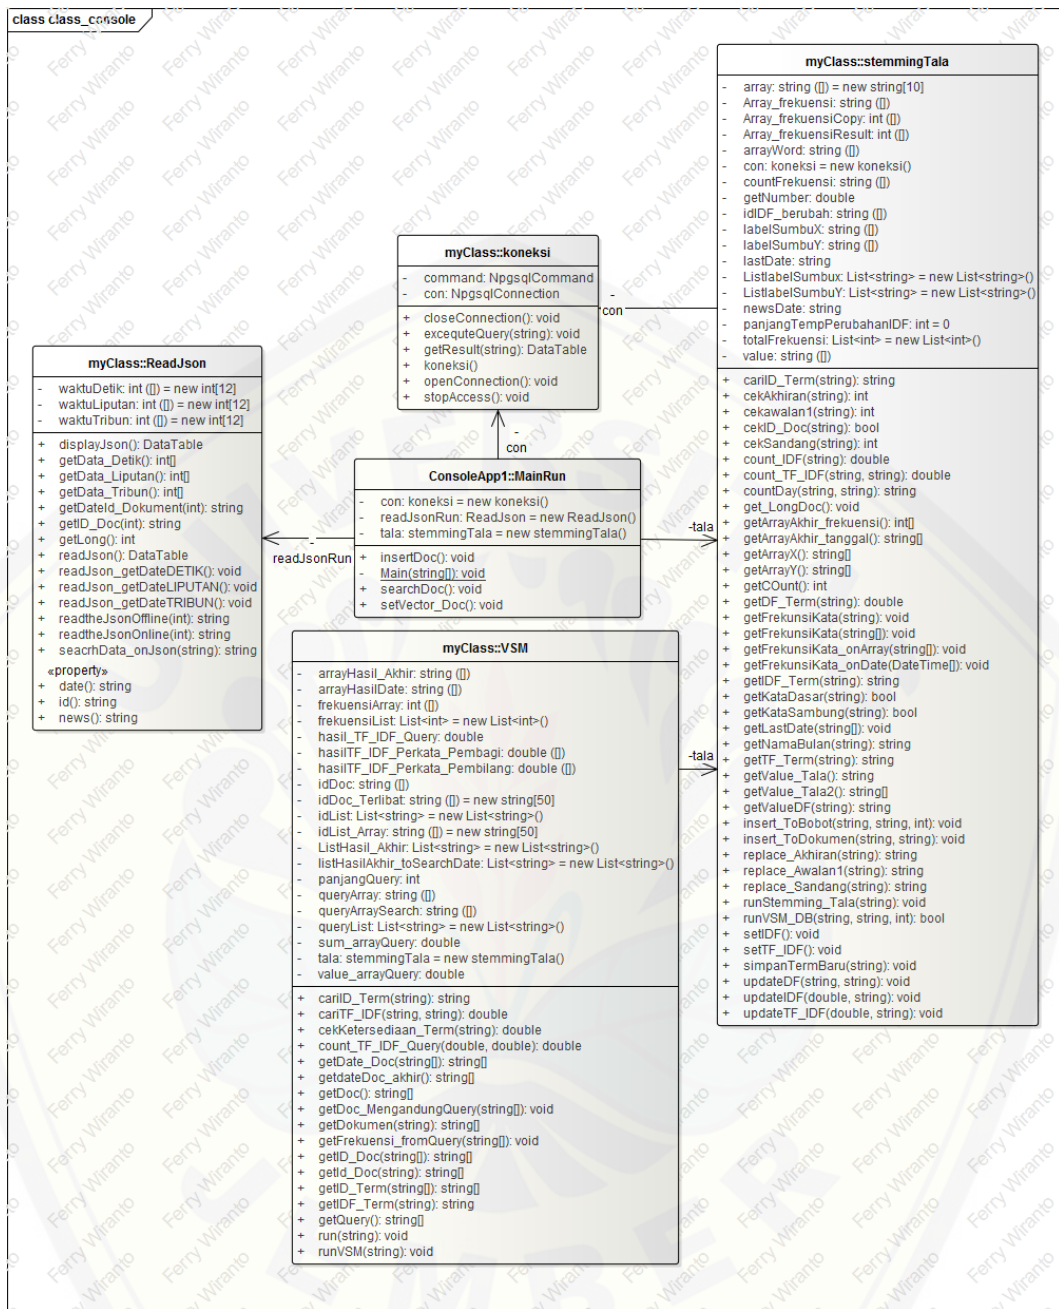 class class_console
myClass::stemmingTala
- array: string ([]) = new string[10]
- Array_frekuensi: string ([])
- Array_frekuensiCopy: int ([])
- Array_frekuensiResult: int ([])
- arrayWord: string ([])
- con: koneksi = new koneksi()
- countFrekuensi: string ([])
- getNumber: double
- idIDF_berubah: string ([])
- labelSumbuX: string ([])
- labelSumbuY: string ([])
- lastDate: string
- ListlabelSumbux: List<string> = new List<string>()
- ListlabelSumbuY: List<string> = new List<string>()
- newsDate: string
- panjangTempPerubahanIDF: int = 0
- totalFrekuensi: List<int> = new List<int>()
- value: string ([])
+ cariID_Term(string): string
+ cekAkhiran(string): int
+ cekawalan1(string): int
+ cekID_Doc(string): bool
+ cekSandang(string): int
+ count_IDF(string): double
+ count_TF_IDF(string, string): double
+ countDay(string, string): string
+ get_LongDoc(): void
+ getArrayAkhir_frekuensi(): int[]
+ getArrayAkhir_tanggal(): string[]
+ getArrayX(): string[]
+ getArrayY(): string[]
+ getCOunt(): int
+ getDF_Term(string): double
+ getFrekunsiKata(string): void
+ getFrekunsiKata(string[]): void
+ getFrekunsiKata_onArray(string[]): void
+ getFrekunsiKata_onDate(DateTime[]): void
+ getIDF_Term(string): string
+ getKataDasar(string): bool
+ getKataSambung(string): bool
+ getLastDate(string[]): void
+ getNamaBulan(string): string
+ getTF_Term(string): string
+ getValue_Tala(): string
+ getValue_Tala2(): string[]
+ getValueDF(string): string
+ insert_ToBobot(string, string, int): void
+ insert_ToDokumen(string, string): void
+ replace_Akhiran(string): string
+ replace_Awalan1(string): string
+ replace_Sandang(string): string
+ runStemming_Tala(string): void
+ runVSM_DB(string, string, int): bool
+ setIDF(): void
+ setTF_IDF(): void
+ simpanTermBaru(string): void
+ updateDF(string, string): void
+ updateIDF(double, string): void
+ updateTF_IDF(double, string): void
myClass::koneksi
- command: NpgsqlCommand
- con: NpgsqlConnection
+ closeConnection(): void
+ excequteQuery(string): void
+ getResult(string): DataTable
+ koneksi()
+ openConnection(): void
+ stopAccess(): void
-
con
-
con
myClass::ReadJson
- waktuDetik: int ([]) = new int[12]
- waktuLiputan: int ([]) = new int[12]
- waktuTribun: int ([]) = new int[12]
+ displayJson(): DataTable
+ getData_Detik(): int[]
+ getData_Liputan(): int[]
+ getData_Tribun(): int[]
+ getDateId_Dokument(int): string
+ getID_Doc(int): string
+ getLong(): int
+ readJson(): DataTable
+ readJson_getDateDETIK(): void
+ readJson_getDateLIPUTAN(): void
+ readJson_getDateTRIBUN(): void
+ readtheJsonOffline(int): string
+ readtheJsonOnline(int): string
+ seacrhData_onJson(string): string
«property»
+ date(): string
+ id(): string
+ news(): string
ConsoleApp1::MainRun
- con: koneksi = new koneksi()
- readJsonRun: ReadJson = new ReadJson()
- tala: stemmingTala = new stemmingTala()
+ insertDoc(): void
- Main(string[]): void
+ searchDoc(): void
+ setVector_Doc(): void
-
readJsonRun
-tala
myClass::VSM
- arrayHasil_Akhir: string ([])
- arrayHasilDate: string ([])
- frekuensiArray: int ([])
- frekuensiList: List<int> = new List<int>()
- hasil_TF_IDF_Query: double
- hasilTF_IDF_Perkata_Pembagi: double ([])
- hasilTF_IDF_Perkata_Pembilang: double ([])
- idDoc: string ([])
- idDoc_Terlibat: string ([]) = new string[50]
- idList: List<string> = new List<string>()
- idList_Array: string ([]) = new string[50]
- ListHasil_Akhir: List<string> = new List<string>()
- listHasilAkhir_toSearchDate: List<string> = new List<string>()
- panjangQuery: int
- queryArray: string ([])
- queryArraySearch: string ([])
- queryList: List<string> = new List<string>()
- sum_arrayQuery: double
- tala: stemmingTala = new stemmingTala()
- value_arrayQuery: double
+ cariID_Term(string): string
+ cariTF_IDF(string, string): double
+ cekKetersediaan_Term(string): double
+ count_TF_IDF_Query(double, double): double
+ getDate_Doc(string[]): string[]
+ getdateDoc_akhir(): string[]
+ getDoc(): string[]
+ getDoc_MengandungQuery(string[]): void
+ getDokumen(string): string[]
+ getFrekuensi_fromQuery(string[]): void
+ getID_Doc(string[]): string[]
+ getId_Doc(string): string[]
+ getID_Term(string[]): string[]
+ getIDF_Term(string): string
+ getQuery(): string[]
+ run(string): void
+ runVSM(string): void
-tala